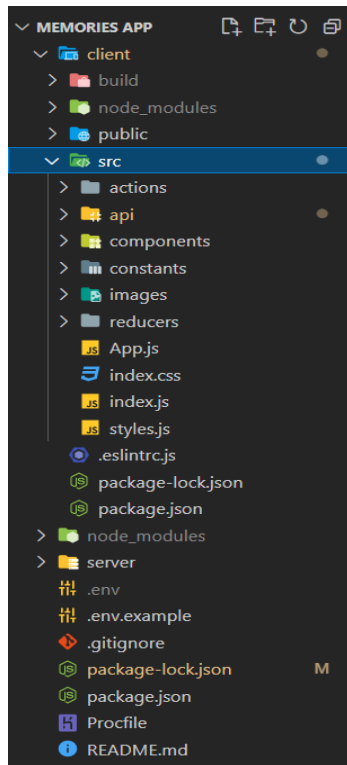 MEMORIES APP
client
build
node_modules
public
src
actions
api
components
constants
images
reducers
JS App.js
index.css
JS index.js
JS styles.js
.eslintrc.js
package-lock.json
package.json
node_modules
server
.env
.env.example
.gitignore
package-lock.json M
package.json
Procfile
README.md